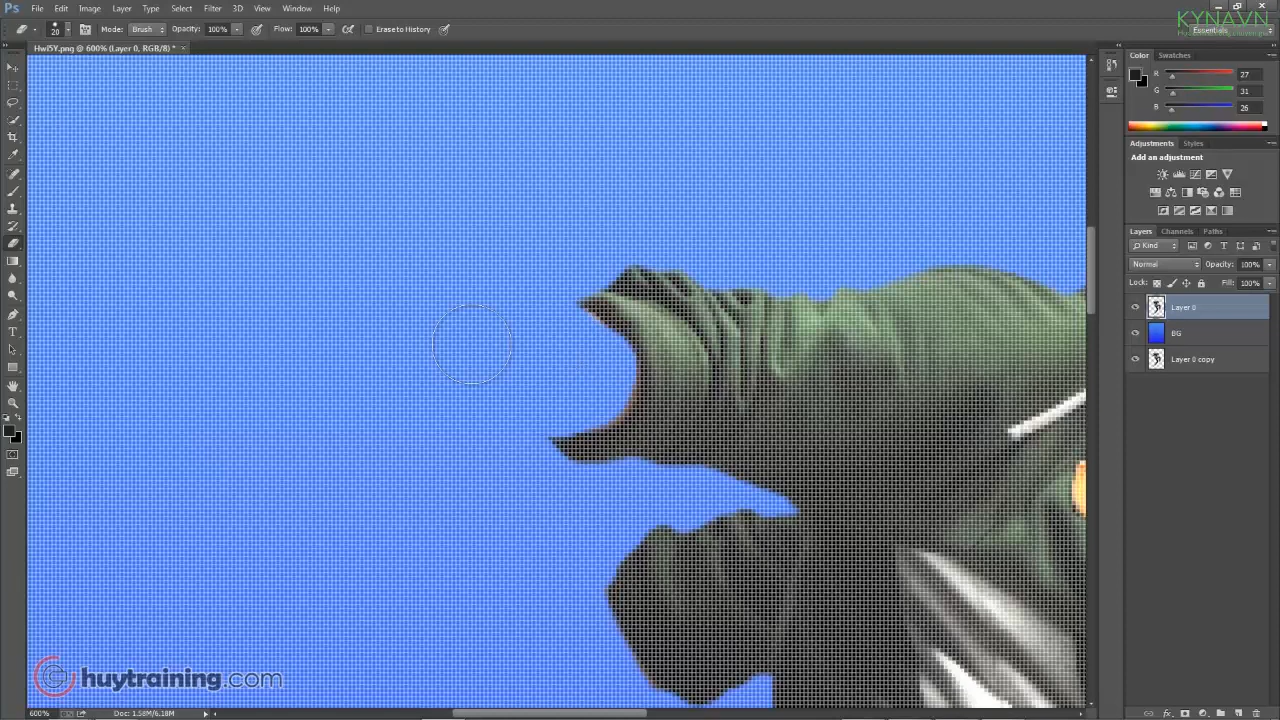 Ps File Edit Image Layer Type Select Filter 3D View Window Help
KYNAVN
20 Mode: Brush Opacity: 100% Flow: 100% Erase to History Essentials
HwI5Y.png @ 600% (Layer 0, RGB/8) * ×
Color Swatches
R 27
G 31
B 26
Adjustments Styles
Add an adjustment
Layers Channels Paths
Kind
Normal Opacity: 100%
Lock: Fill: 100%
Layer 0
BG
Layer 0 copy
huytraining.com
600% Doc: 1.58M/6.18M